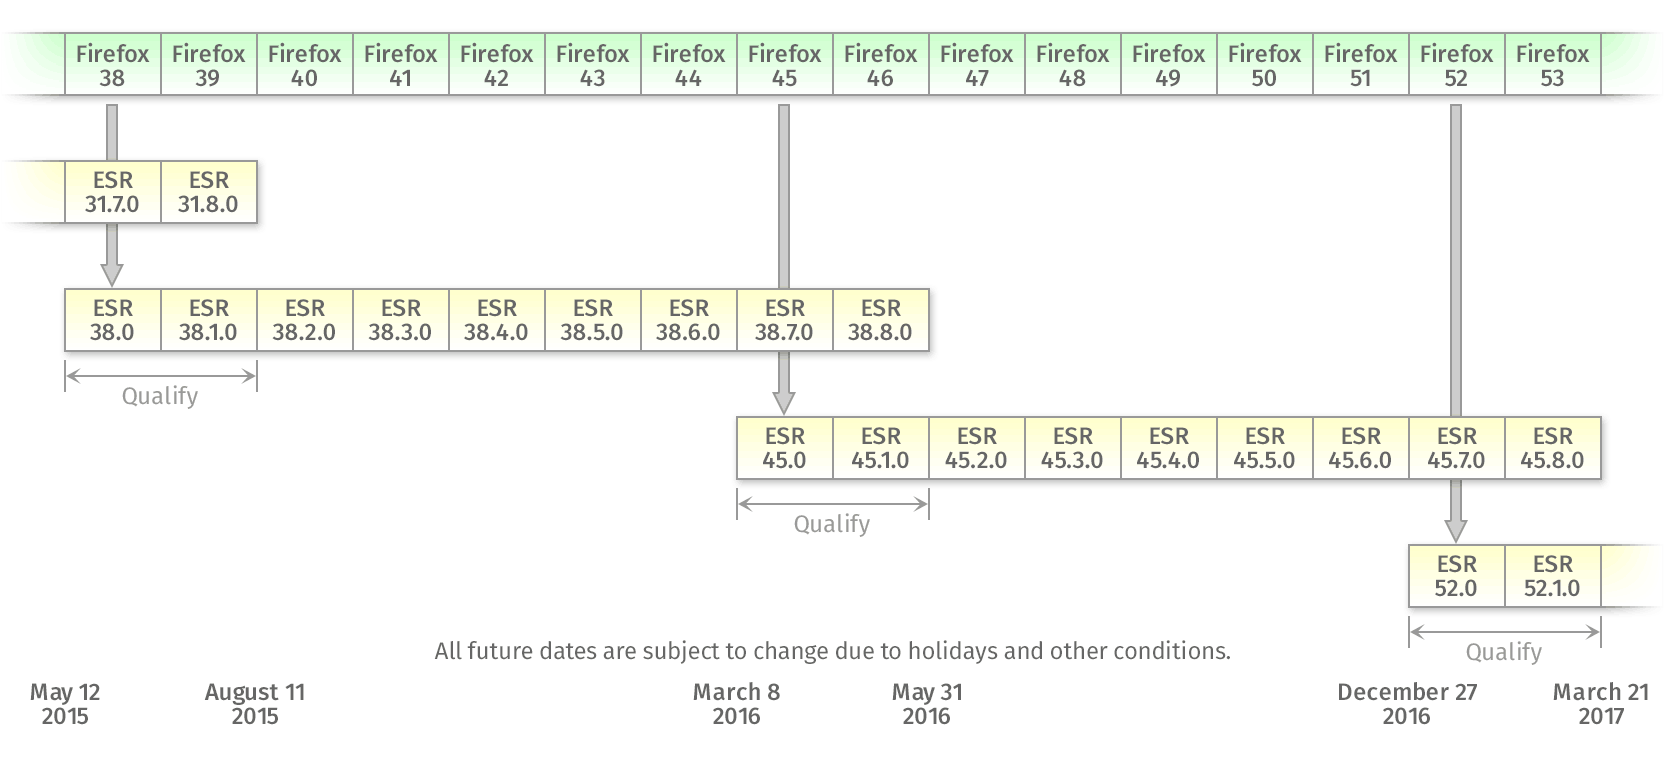 Firefox Firefox Firefox Firefox Firefox Firefox Firefox Firefox Firefox Firefox Firefox Firefox Firefox Firefox Firefox Firefox
38 39 40 41 42 43 44 45 46 47 48 49 50 51 52 53
ESR ESR
31.7.0 31.8.0
ESR ESR ESR ESR ESR ESR ESR ESR ESR
38.0 38.1.0 38.2.0 38.3.0 38.4.0 38.5.0 38.6.0 38.7.0 38.8.0
Qualify
ESR ESR ESR ESR ESR ESR ESR ESR ESR
45.0 45.1.0 45.2.0 45.3.0 45.4.0 45.5.0 45.6.0 45.7.0 45.8.0
Qualify
ESR ESR
52.0 52.1.0
Qualify
All future dates are subject to change due to holidays and other conditions.
May 12 August 11 March 8 May 31 December 27 March 21
2015 2015 2016 2016 2016 2017